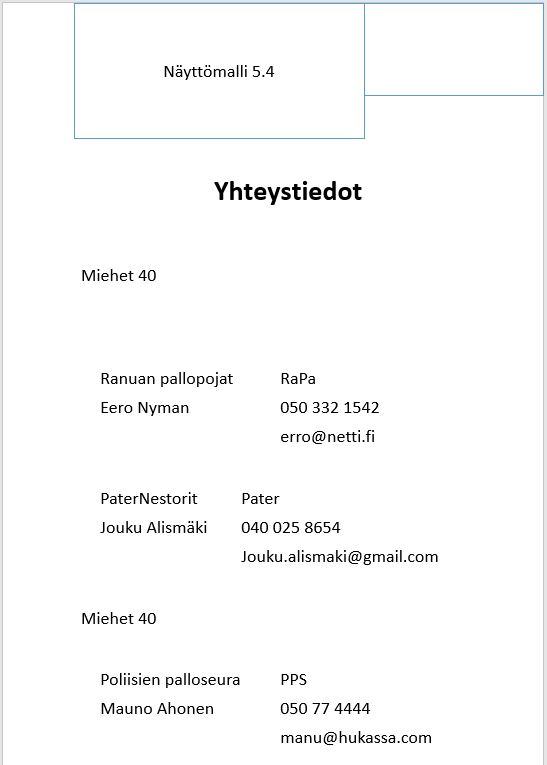 Näyttömalli 5.4
Yhteystiedot
Miehet 40
Ranuan pallopojat RaPa
Eero Nyman 050 332 1542
erro@netti.fi
PaterNestorit Pater
Jouku Alismäki 040 025 8654
Jouku.alismaki@gmail.com
Miehet 40
Poliisien palloseura PPS
Mauno Ahonen 050 77 4444
manu@hukassa.com